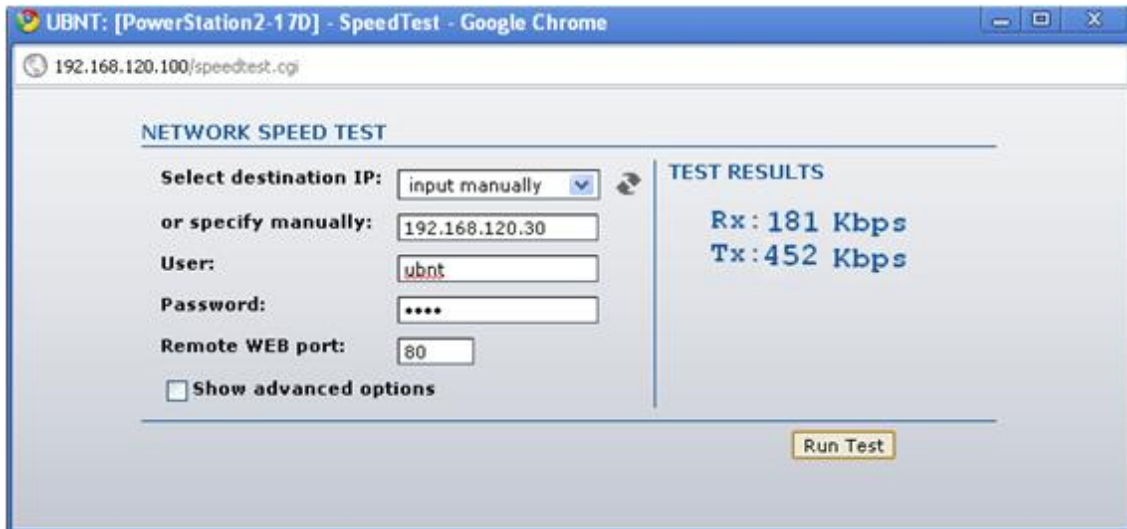 UBNT: [PowerStation2-17D] - SpeedTest - Google Chrome
192.168.120.100/speedtest.cgi
NETWORK SPEED TEST
Select destination IP: input manually
or specify manually: 192.168.120.30
User: ubnt
Password: ••••
Remote WEB port: 80
Show advanced options
TEST RESULTS
Rx:181 Kbps
Tx:452 Kbps
Run Test